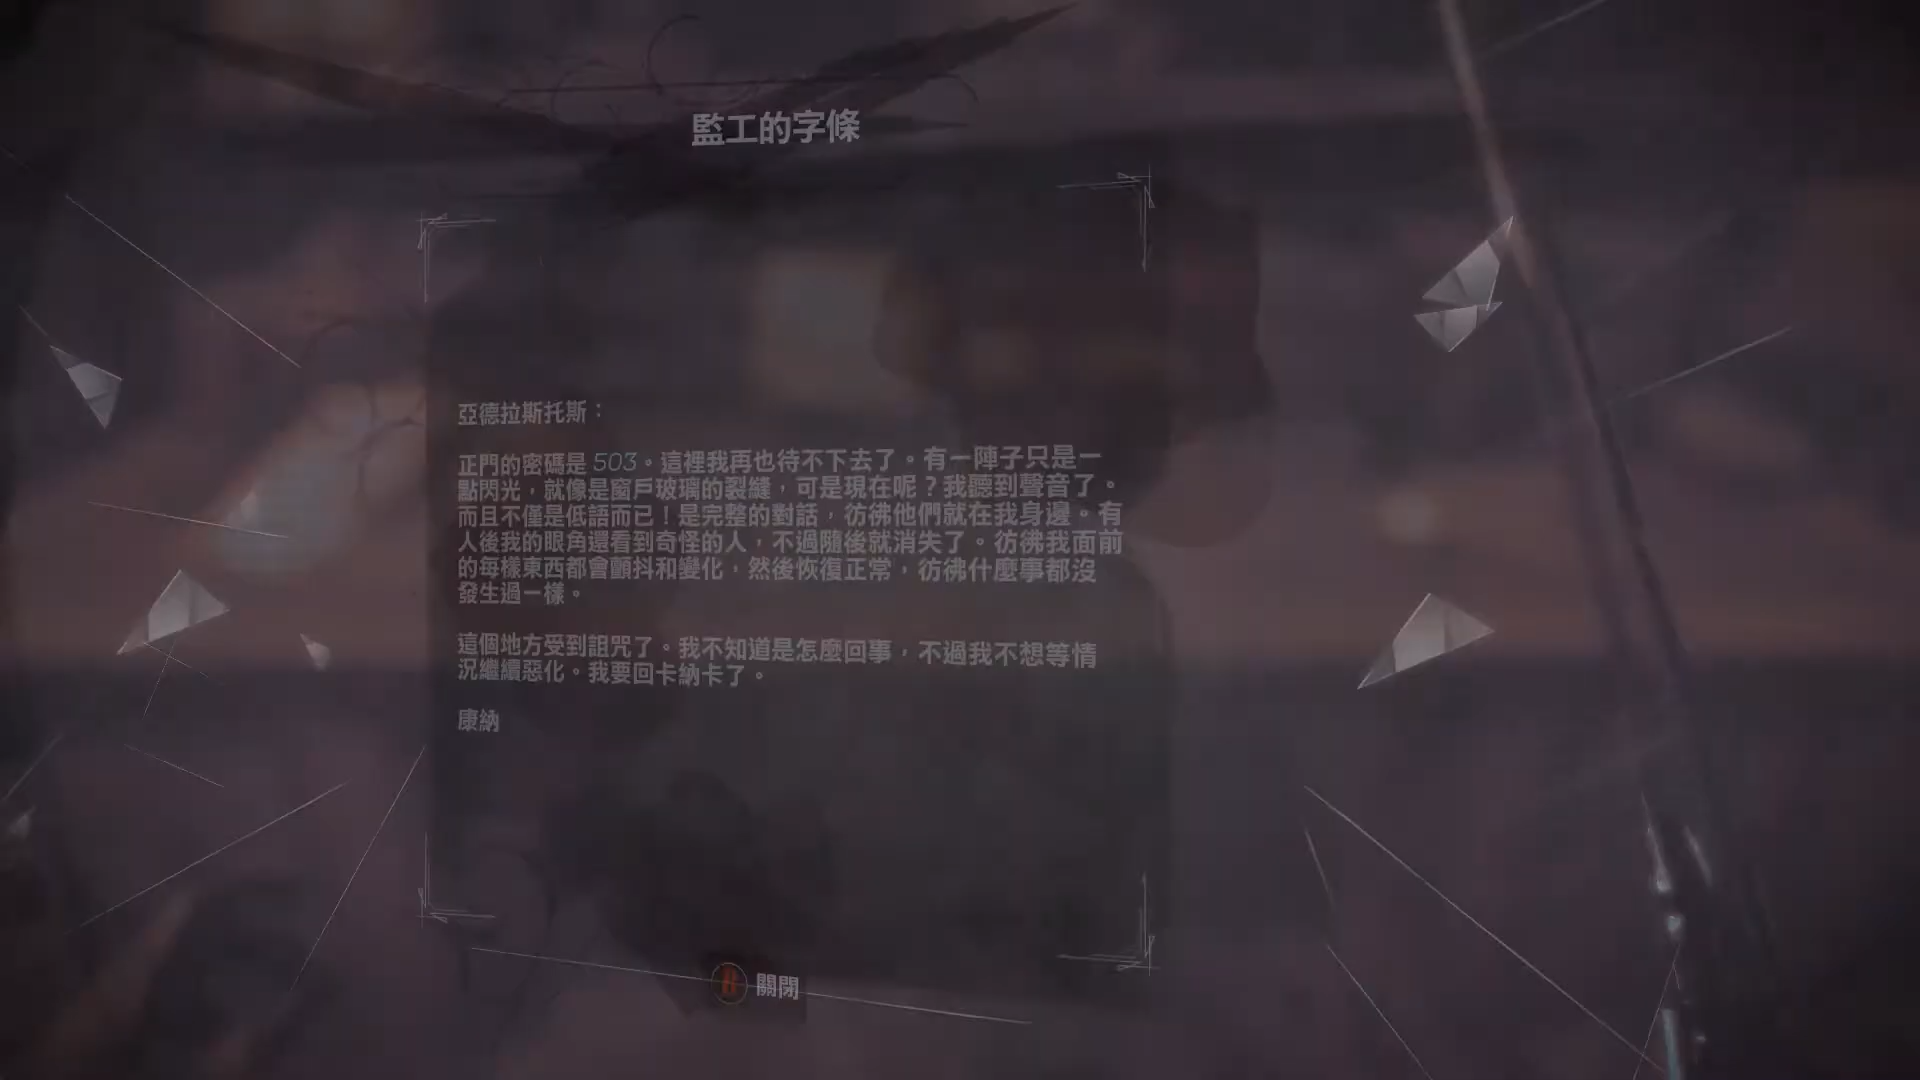 監工的字條
亞德拉斯托斯：
正門的密碼是 503。這裡我再也待不下去了。有一陣子只是一
點閃光，就像是窗戶玻璃的裂縫，可是現在呢？我聽到聲音了。
而且不僅是低語而已！是完整的對話，彷彿他們就在我身邊。有
人後我的眼角還看到奇怪的人，不過隨後就消失了。彷彿我面前
的每樣東西都會顫抖和變化，然後恢復正常，彷彿什麼事都沒
發生過一樣。
這個地方受到詛咒了。我不知道是怎麼回事，不過我不想等情
況繼續惡化。我要回卡納卡了。
康納
B 關閉